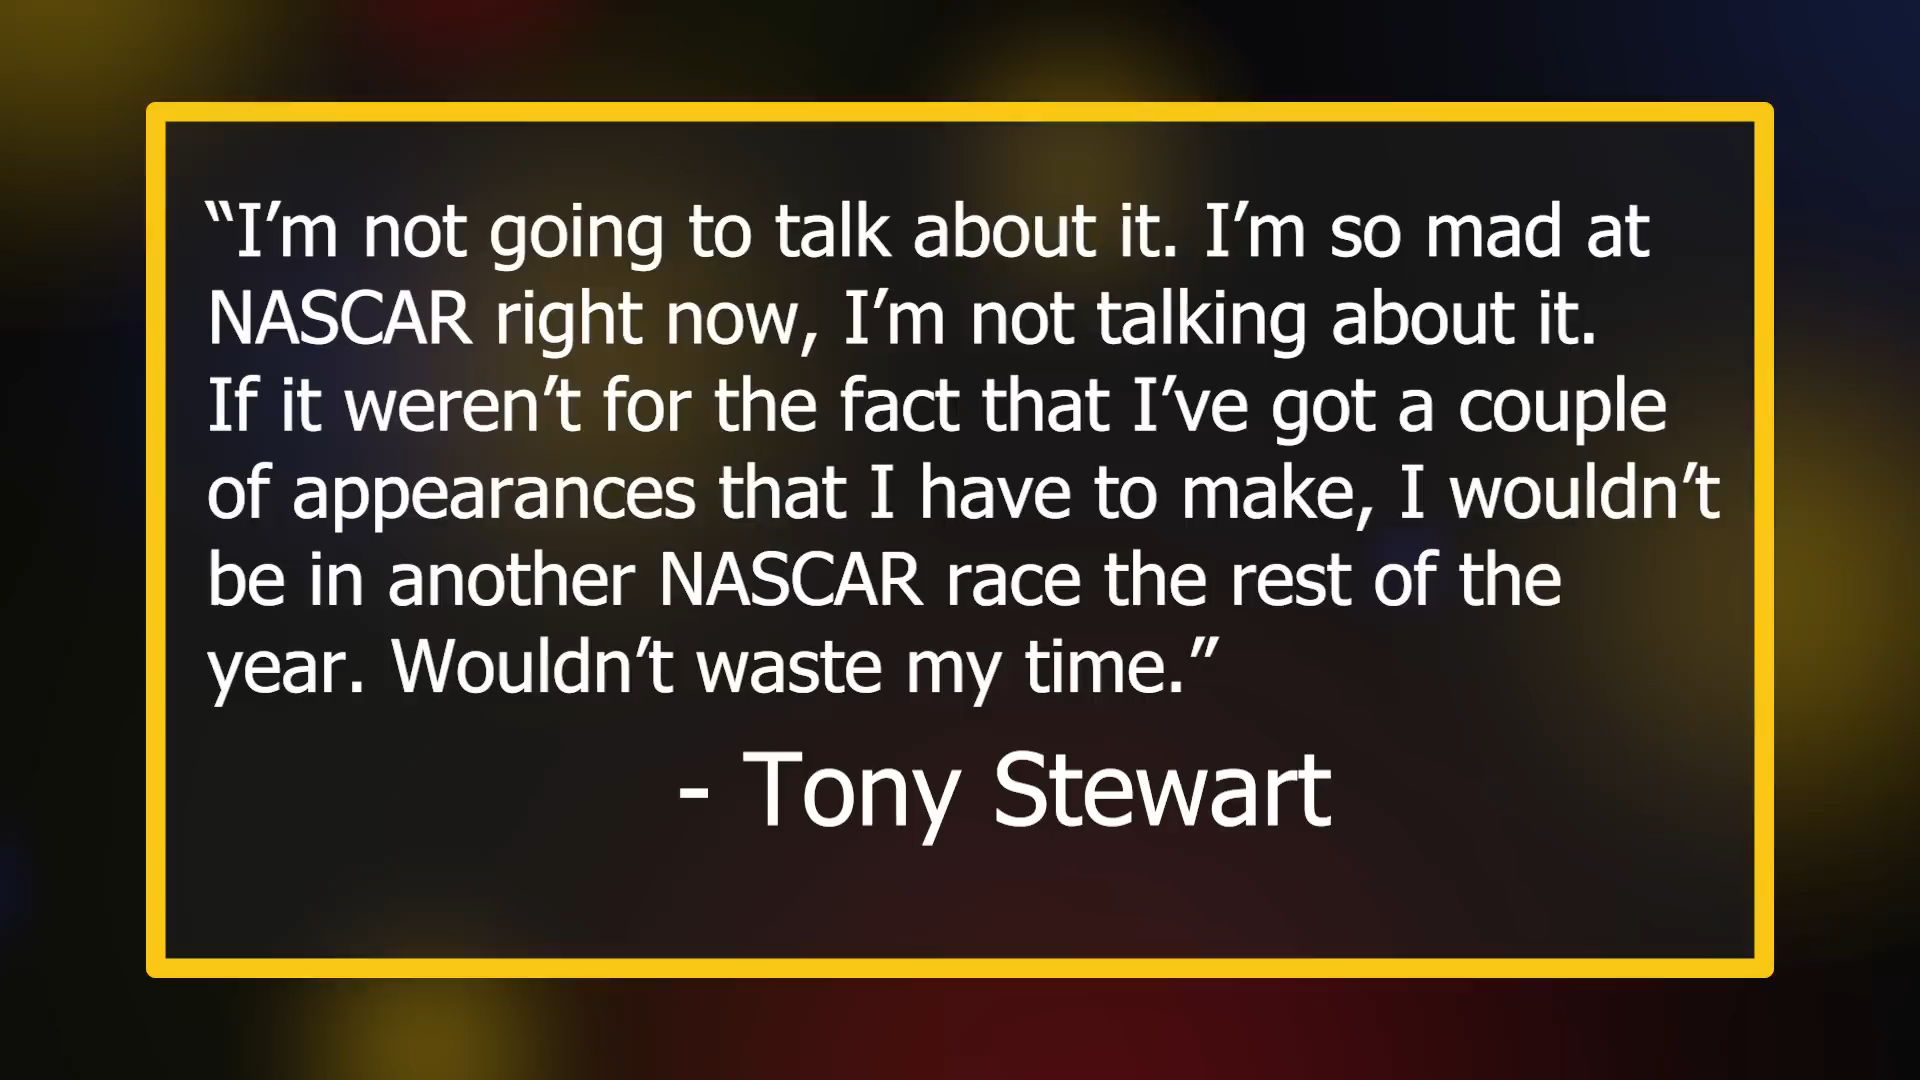 “I’m not going to talk about it. I’m so mad at
NASCAR right now, I’m not talking about it.
If it weren’t for the fact that I’ve got a couple
of appearances that I have to make, I wouldn’t
be in another NASCAR race the rest of the
year. Wouldn’t waste my time.”
- Tony Stewart